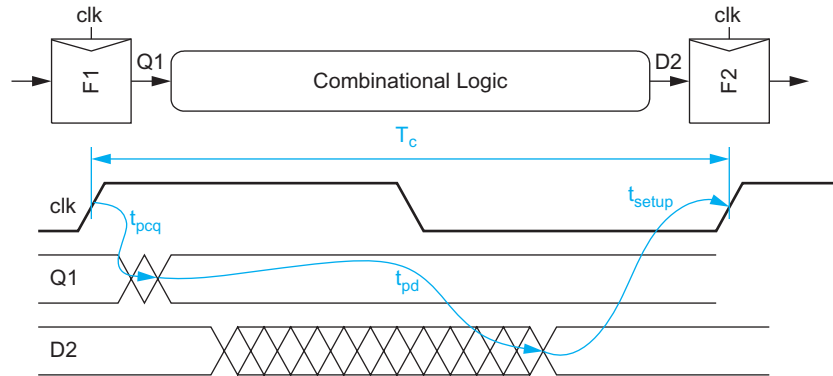 clk
clk
F1
Q1
Combinational Logic
D2
F2
Tc
clk
tpcq
tsetup
Q1
tpd
D2